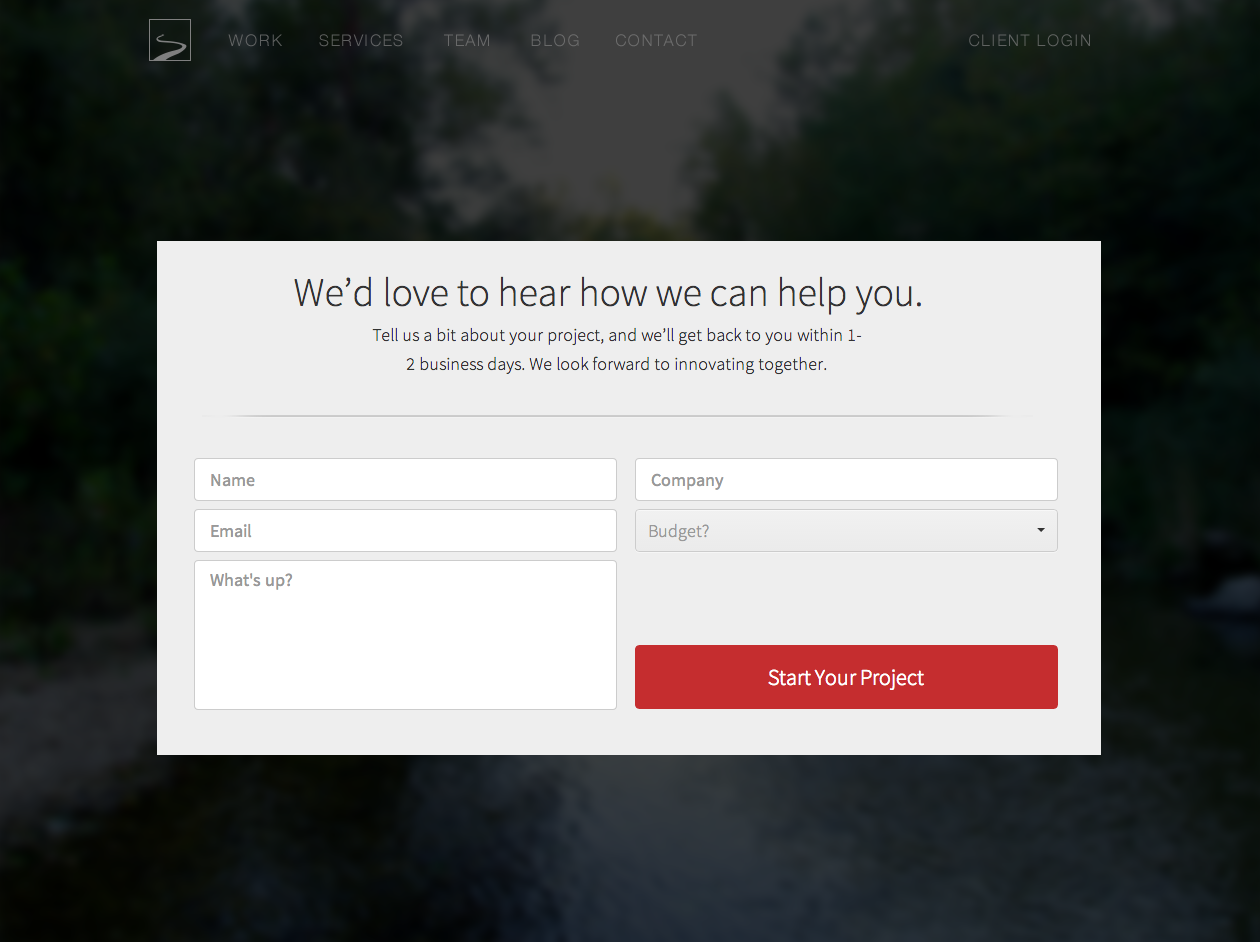 WORK SERVICES TEAM BLOG CONTACT CLIENT LOGIN
We’d love to hear how we can help you.
Tell us a bit about your project, and we’ll get back to you within 1-
2 business days. We look forward to innovating together.
Name
Company
Email
Budget?
What's up?
Start Your Project